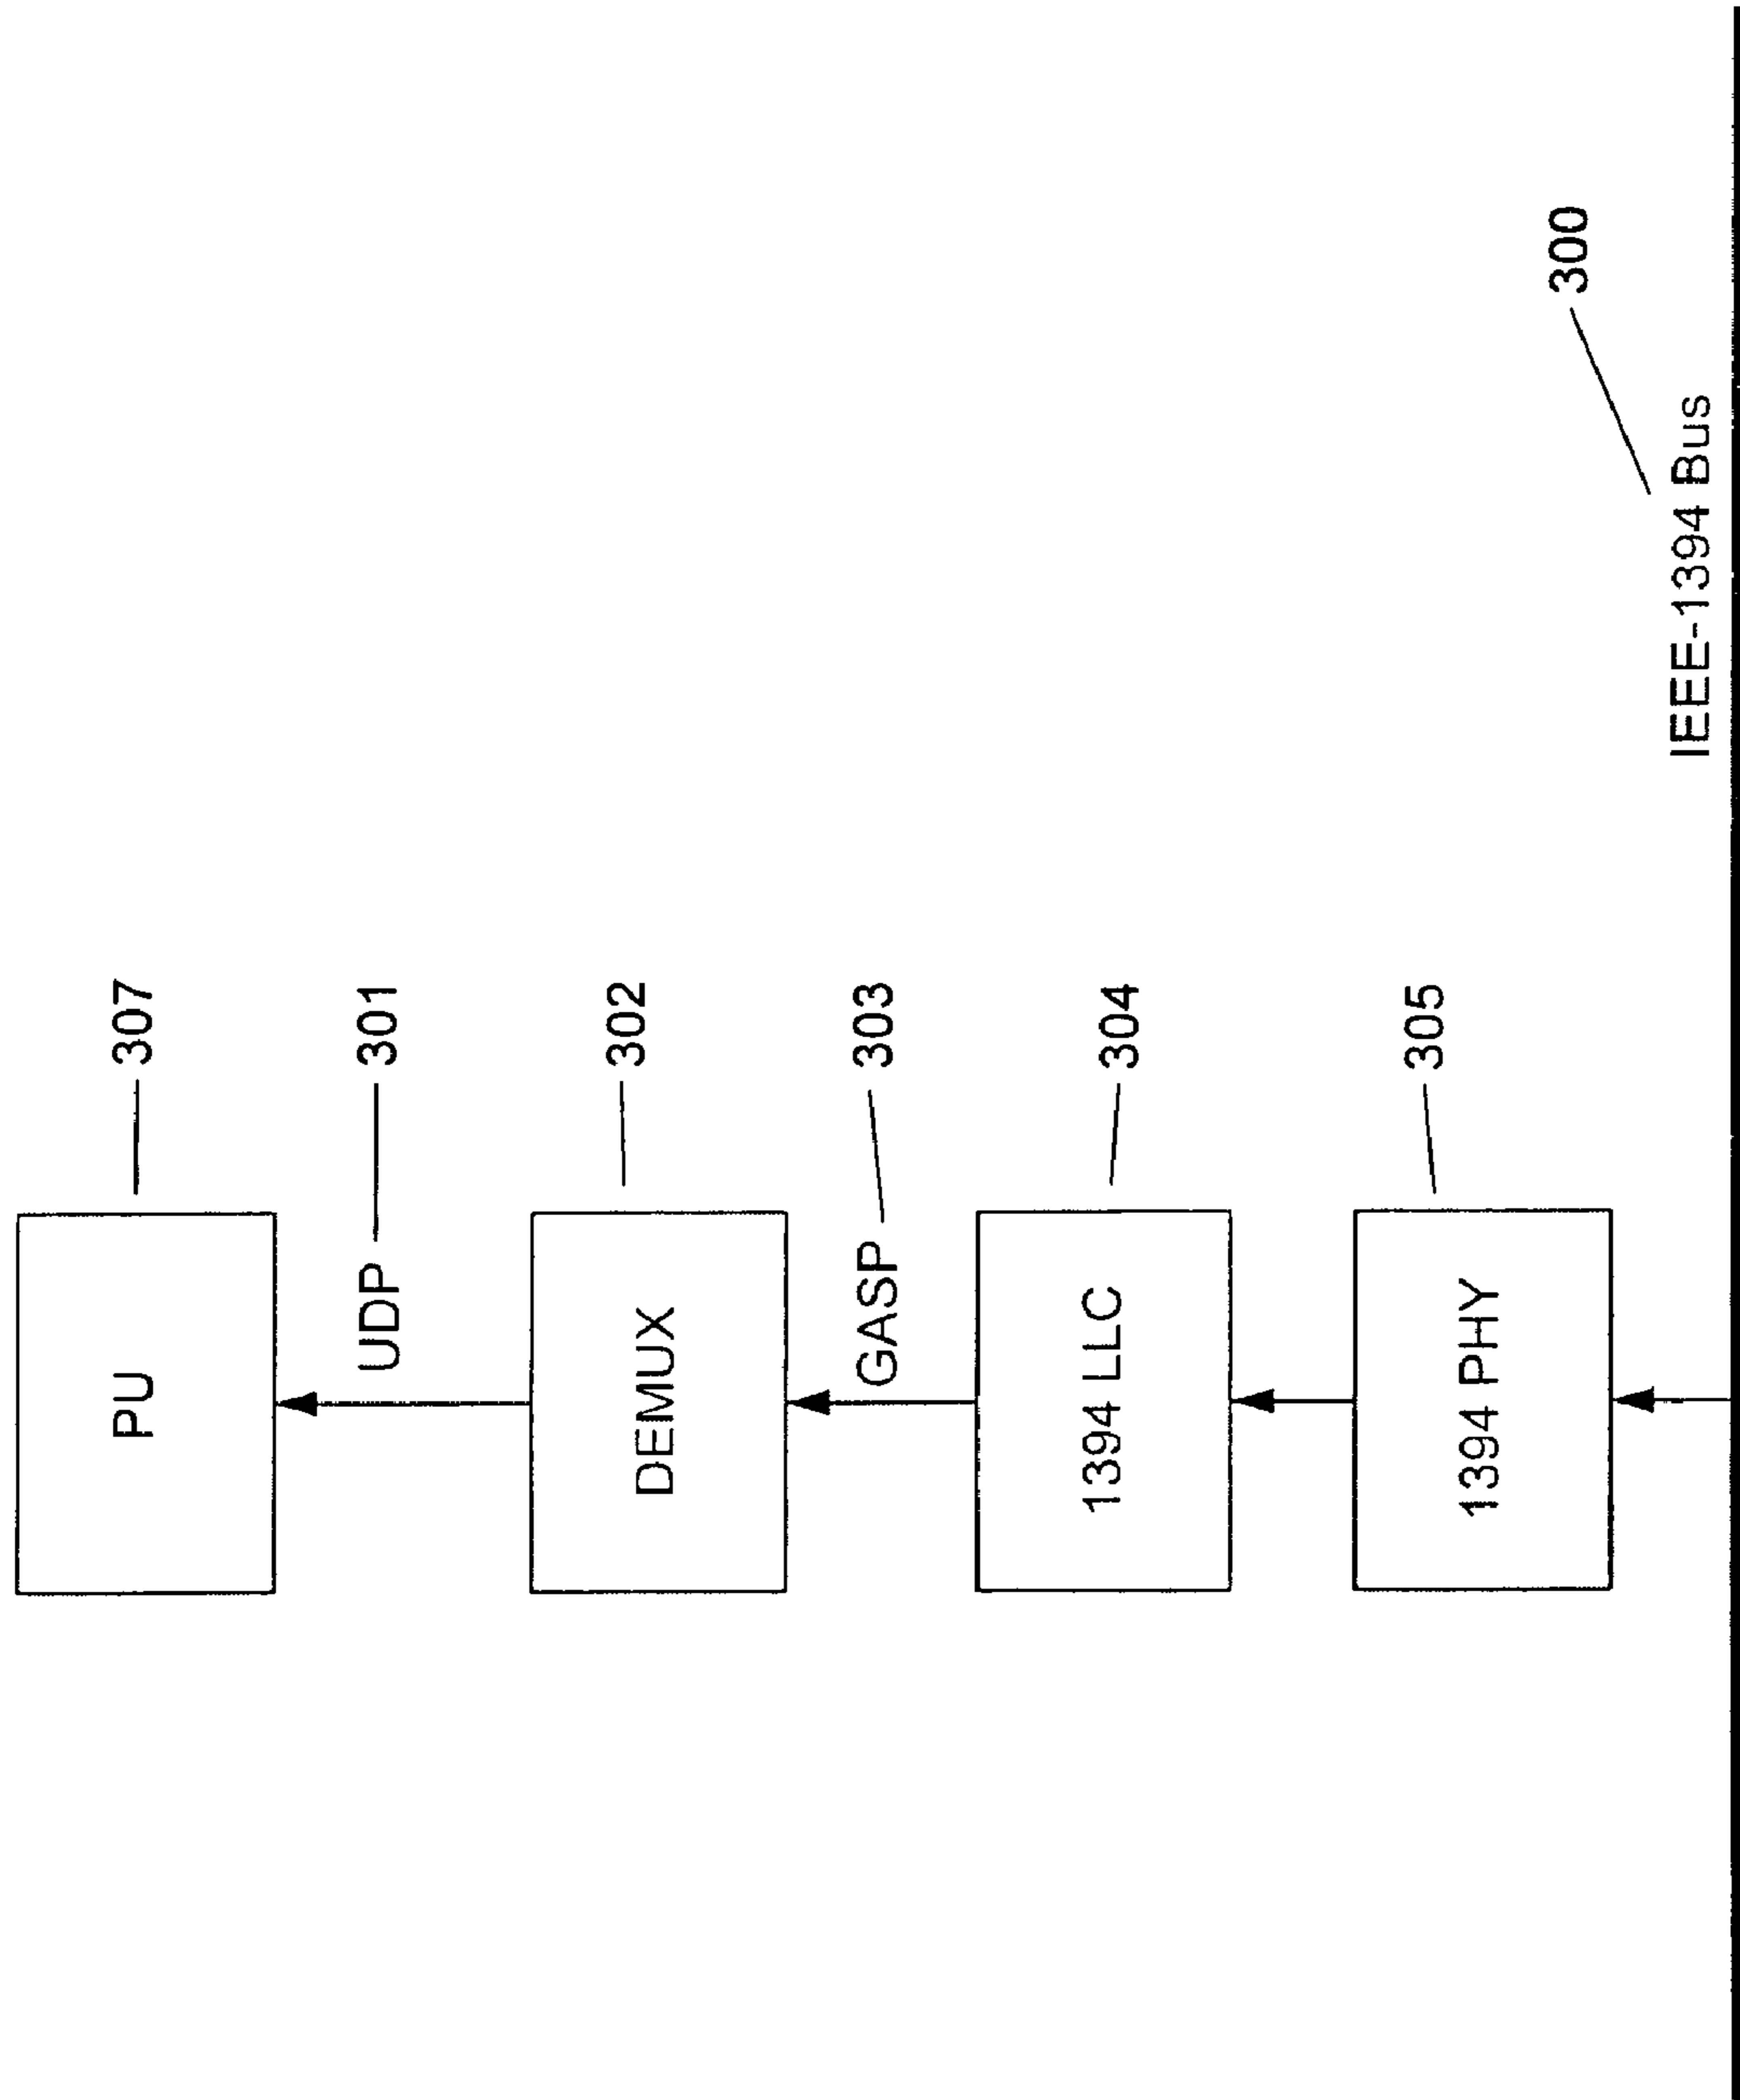 PU
307
UDP
301
DEMUX
302
GASP
303
1394 LLC
304
1394 PHY
305
300
IEEE-1394 Bus